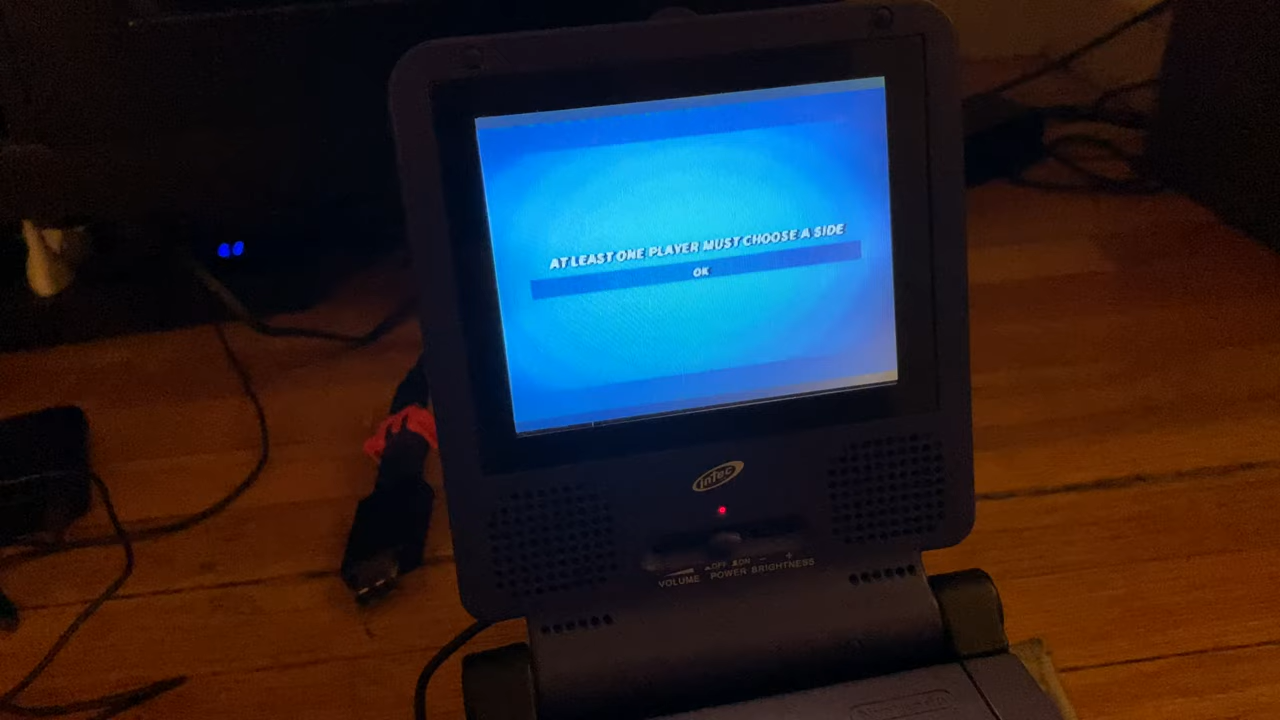 AT LEAST ONE PLAYER MUST CHOOSE A SIDE
OK
InTec
OFF ON - +
VOLUME POWER BRIGHTNESS